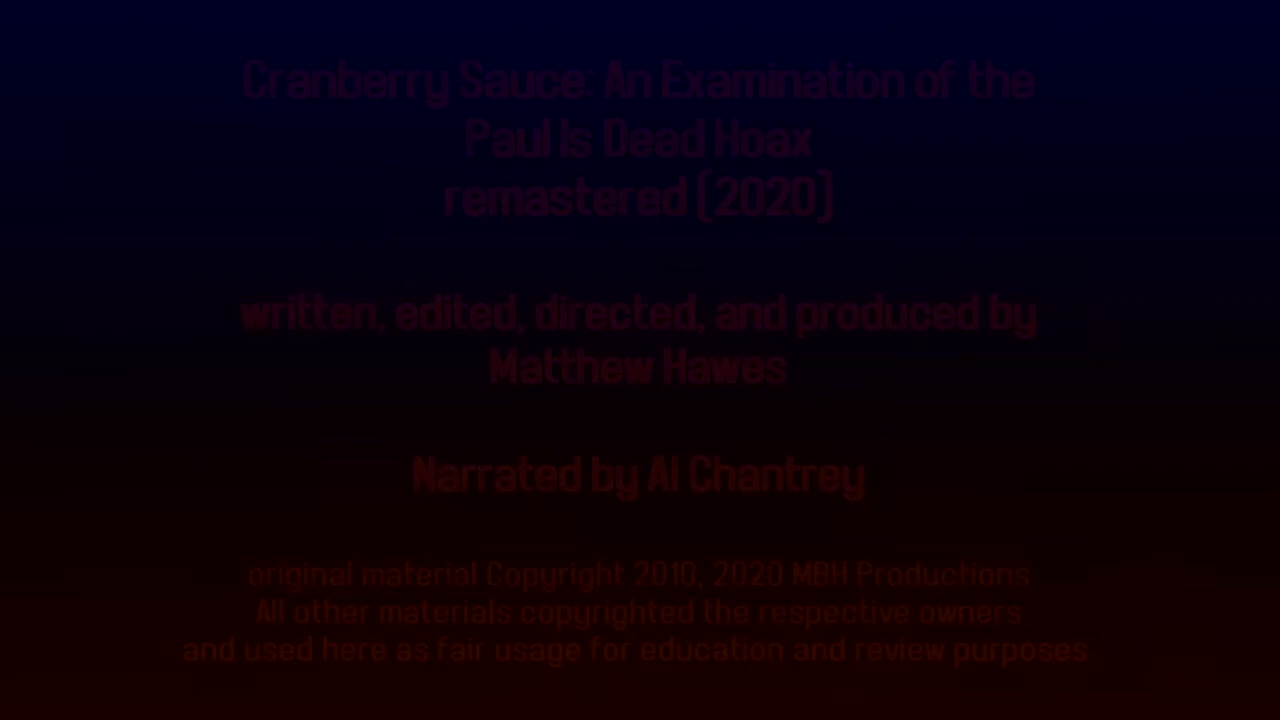 Cranberry Sauce: An Examination of the
Paul Is Dead Hoax
remastered (2020)
written, edited, directed, and produced by
Matthew Hawes
Narrated by Al Chantrey
original material Copyright 2010, 2020 MBH Productions
All other materials copyrighted the respective owners
and used here as fair usage for education and review purposes